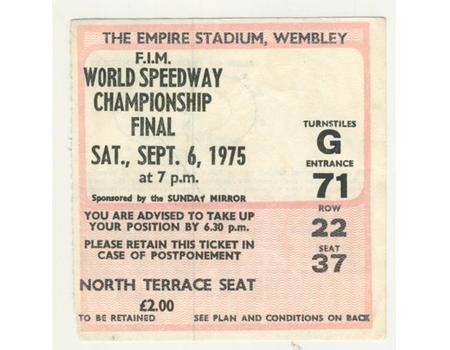 THE EMPIRE STADIUM, WEMBLEY
F.I.M.
WORLD SPEEDWAY
CHAMPIONSHIP
FINAL
SAT., SEPT. 6, 1975
at 7 p.m.
Sponsored by the SUNDAY MIRROR
YOU ARE ADVISED TO TAKE UP
YOUR POSITION BY 6.30 p.m.
PLEASE RETAIN THIS TICKET IN
CASE OF POSTPONEMENT
NORTH TERRACE SEAT
£2.00
TO BE RETAINED SEE PLAN AND CONDITIONS ON BACK
TURNSTILES
G
ENTRANCE
71
ROW
22
SEAT
37